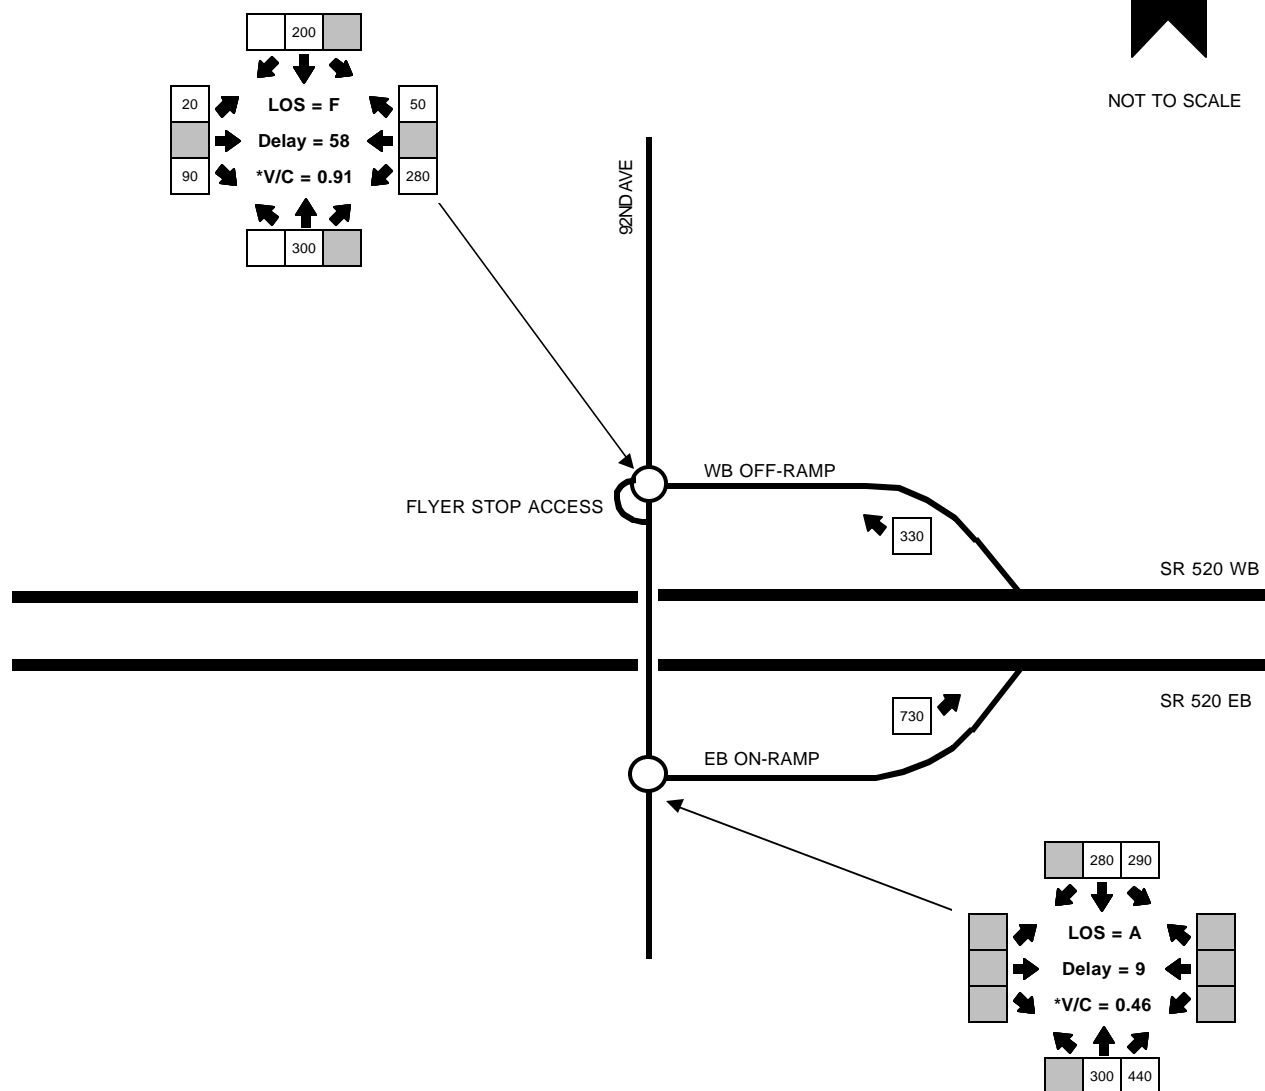 200
20
LOS = F
50
Delay = 58
90
*V/C = 0.91
280
300
NOT TO SCALE
92ND AVE
WB OFF-RAMP
FLYER STOP ACCESS
330
SR 520 WB
730
SR 520 EB
EB ON-RAMP
280 290
LOS = A
Delay = 9
*V/C = 0.46
300 440